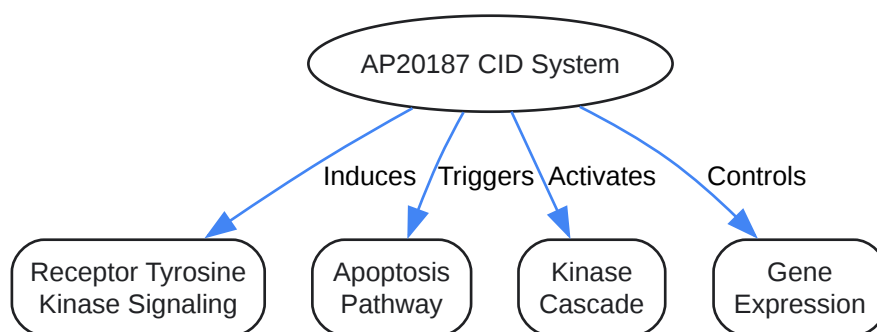 AP20187 CID System
Induces
Triggers
Activates
Controls
Receptor Tyrosine
Kinase Signaling
Apoptosis
Pathway
Kinase
Cascade
Gene
Expression